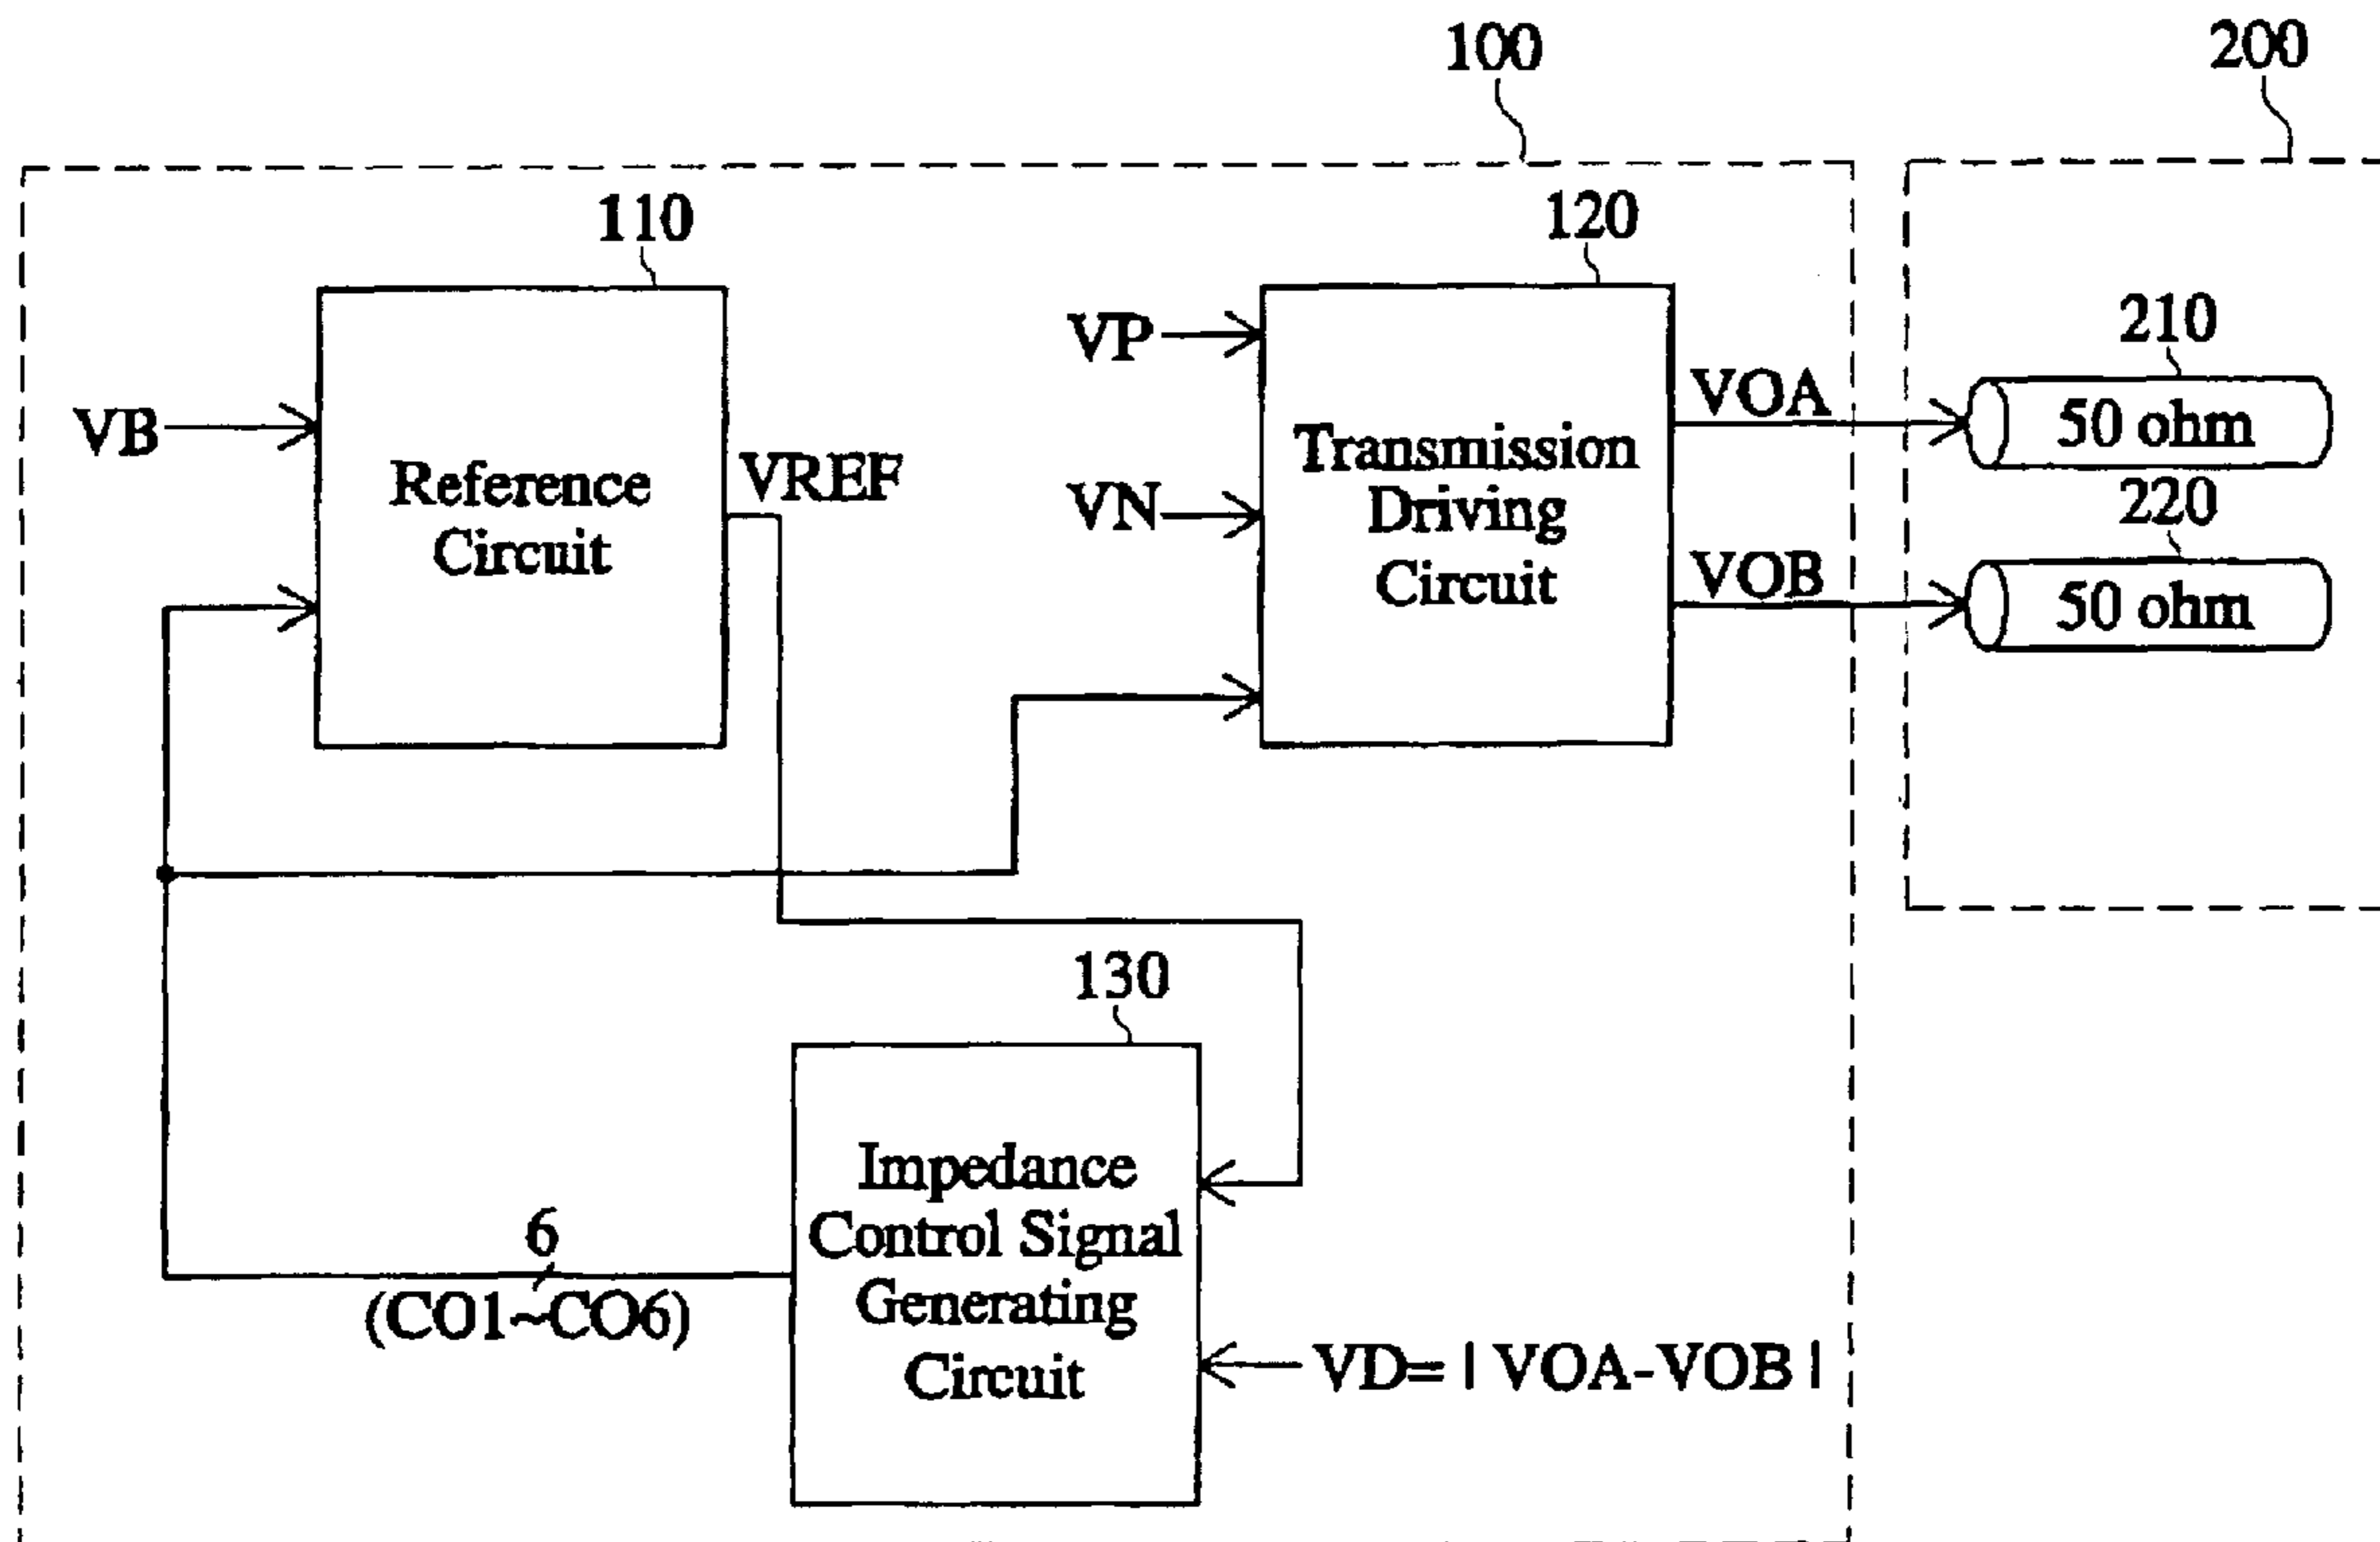 100
200
110
120
VB
Reference
Circuit
VREF
VP
VN
Transmission
Driving
Circuit
VOA
VOB
210
50 ohm
220
50 ohm
130
Impedance
Control Signal
Generating
Circuit
6
(CO1~CO6)
VD= | VOA-VOB |